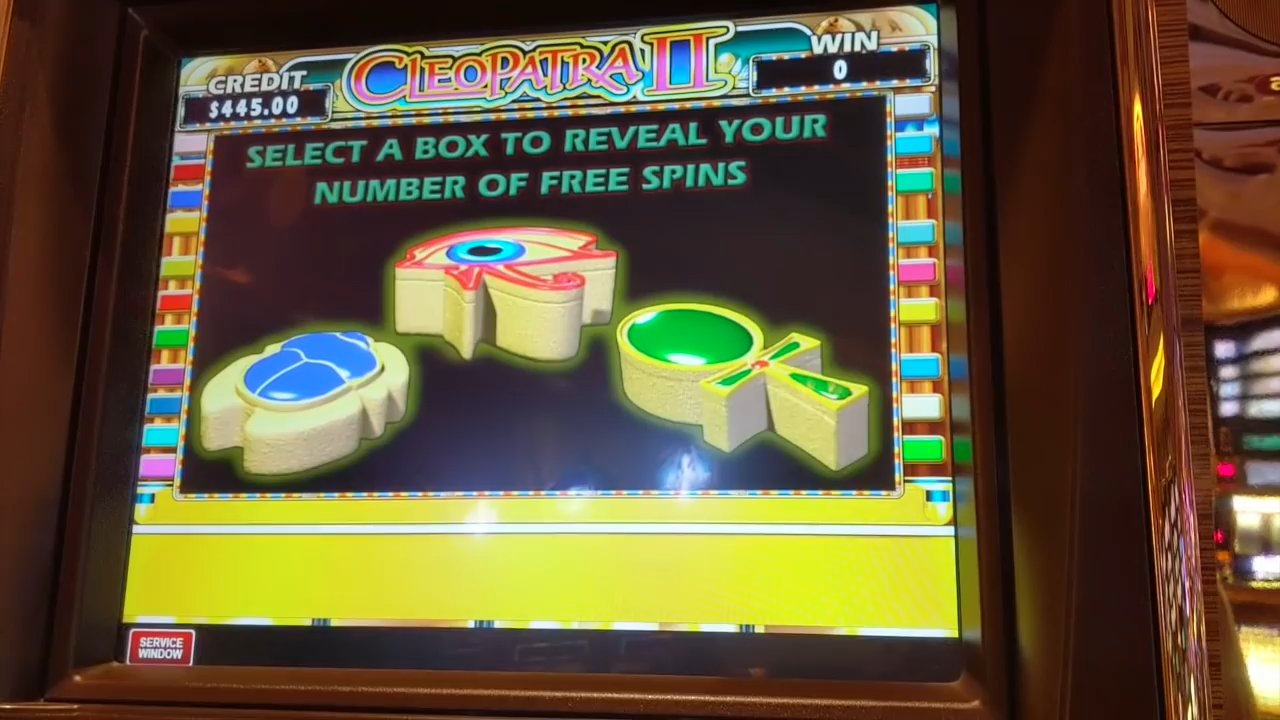 CREDIT
$445.00
CLEOPATRA II
WIN
0
SELECT A BOX TO REVEAL YOUR
NUMBER OF FREE SPINS
SERVICE
WINDOW